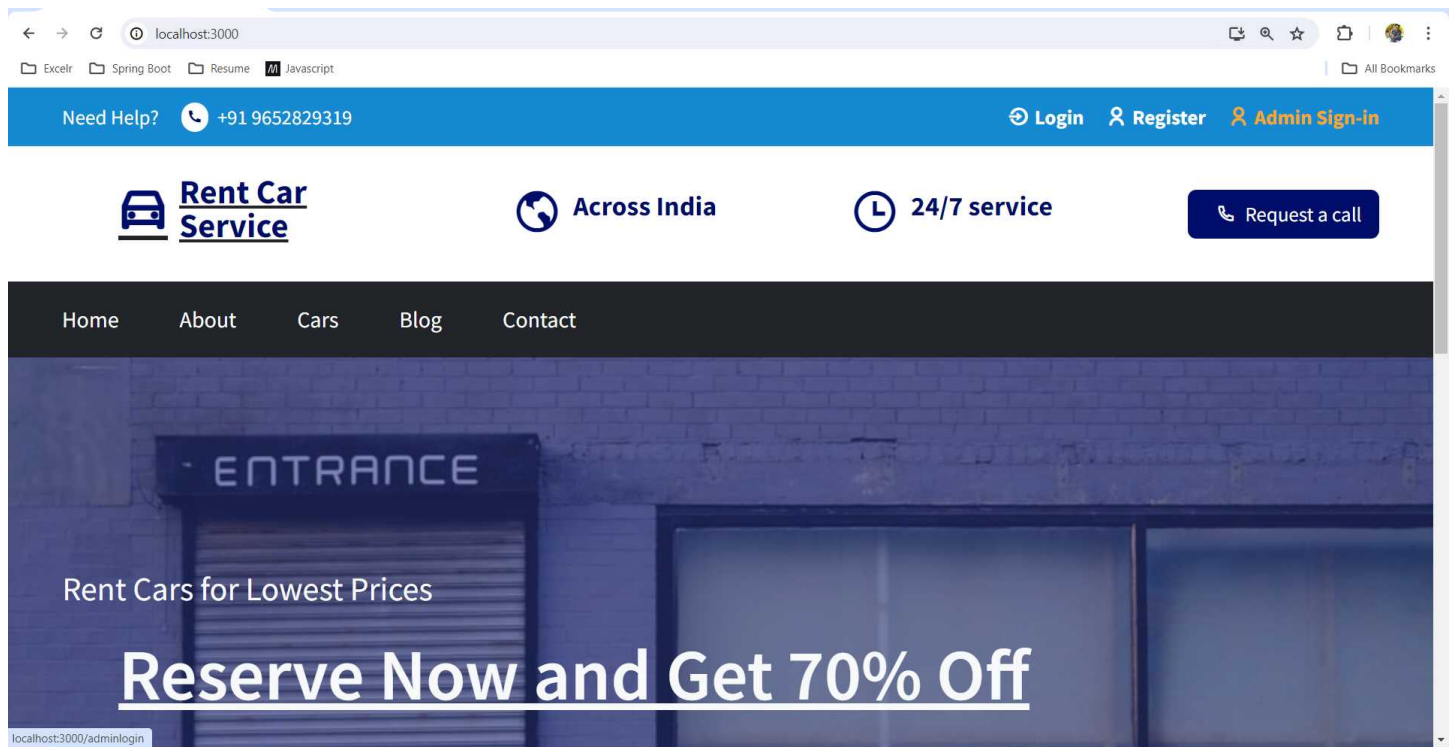 localhost:3000
Excelr Spring Boot Resume M Javascript All Bookmarks
Need Help? +91 9652829319 Login Register Admin Sign-in
Rent Car
Service
Across India
24/7 service
Request a call
Home About Cars Blog Contact
ENTRANCE
Rent Cars for Lowest Prices
Reserve Now and Get 70% Off
localhost:3000/adminlogin